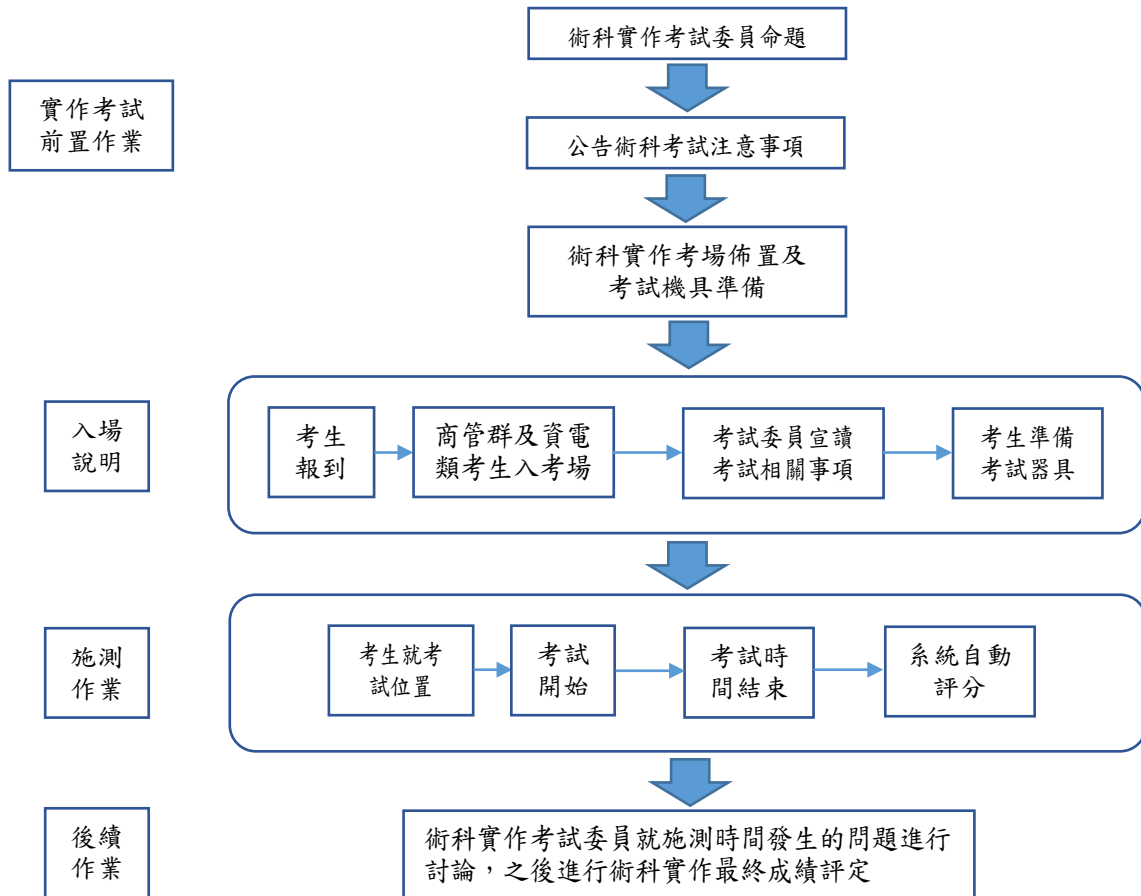 術科實作考試委員命題
實作考試
前置作業
公告術科考試注意事項
術科實作考場佈置及
考試機具準備
入場
說明
考生
報到
商管群及資電
類考生入考場
考試委員宣讀
考試相關事項
考生準備
考試器具
施測
作業
考生就考
試位置
考試
開始
考試時
間結束
系統自動
評分
後續
作業
術科實作考試委員就施測時間發生的問題進行
討論，之後進行術科實作最終成績評定